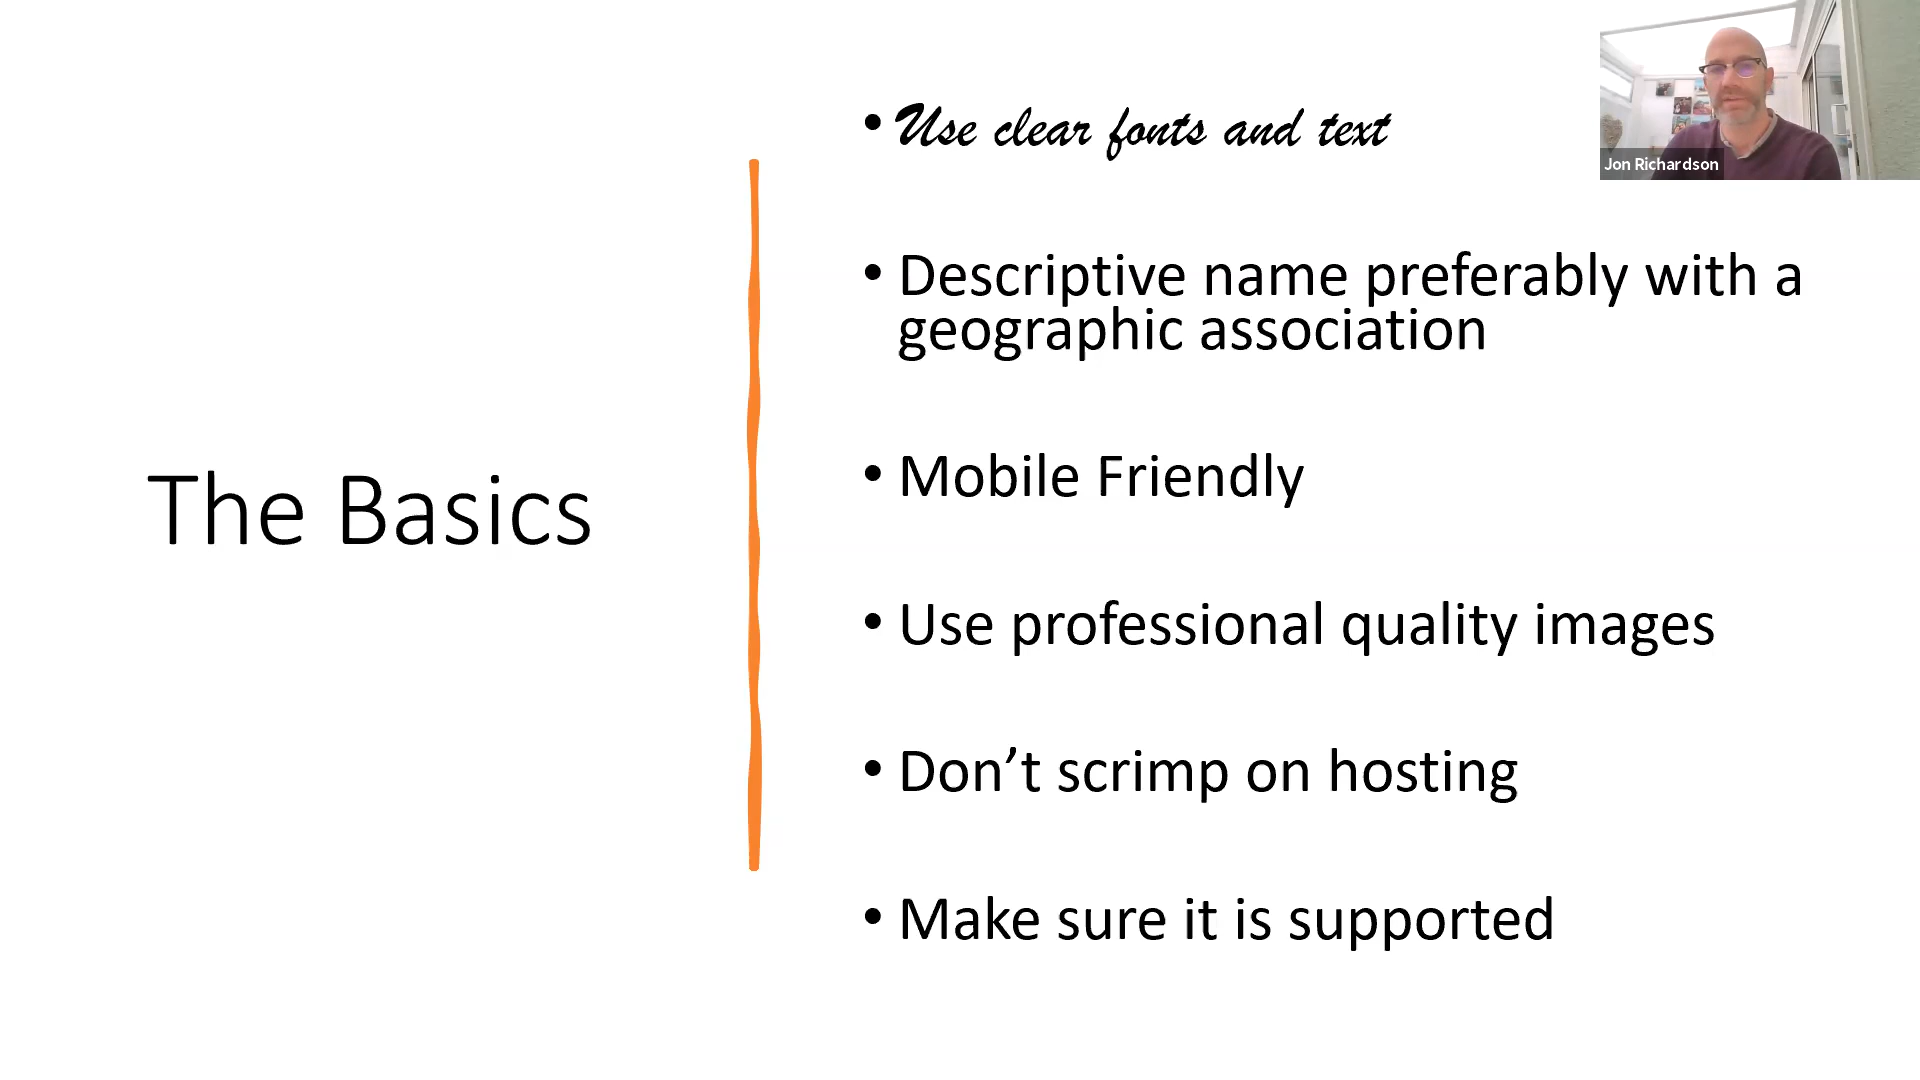 The Basics
• Use clear fonts and text
• Descriptive name preferably with a
geographic association
• Mobile Friendly
• Use professional quality images
• Don’t scrimp on hosting
• Make sure it is supported
Jon Richardson